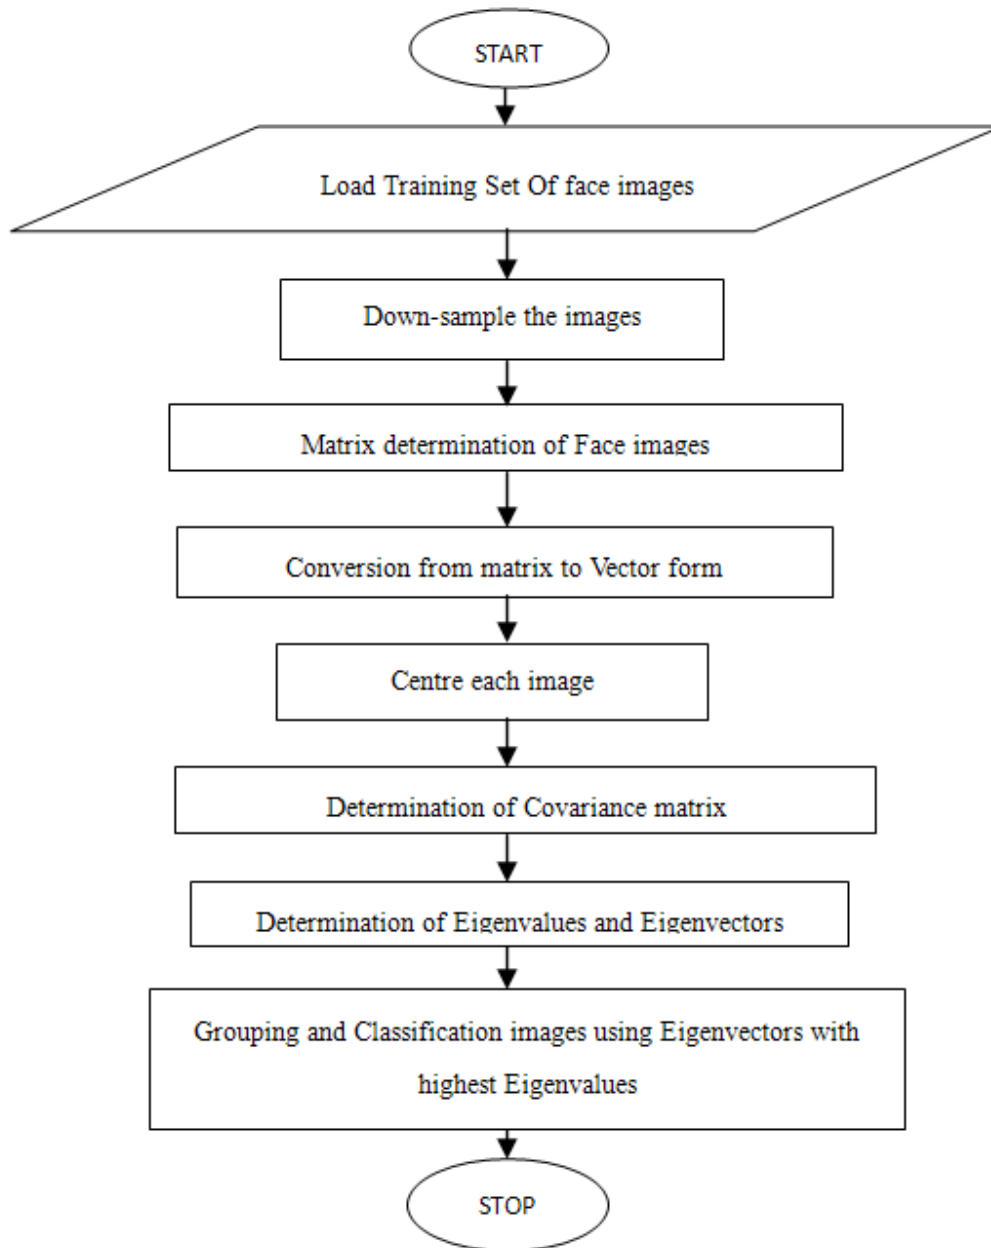 START
Load Training Set Of face images
Down-sample the images
Matrix determination of Face images
Conversion from matrix to Vector form
Centre each image
Determination of Covariance matrix
Determination of Eigenvalues and Eigenvectors
Grouping and Classification images using Eigenvectors with
highest Eigenvalues
STOP